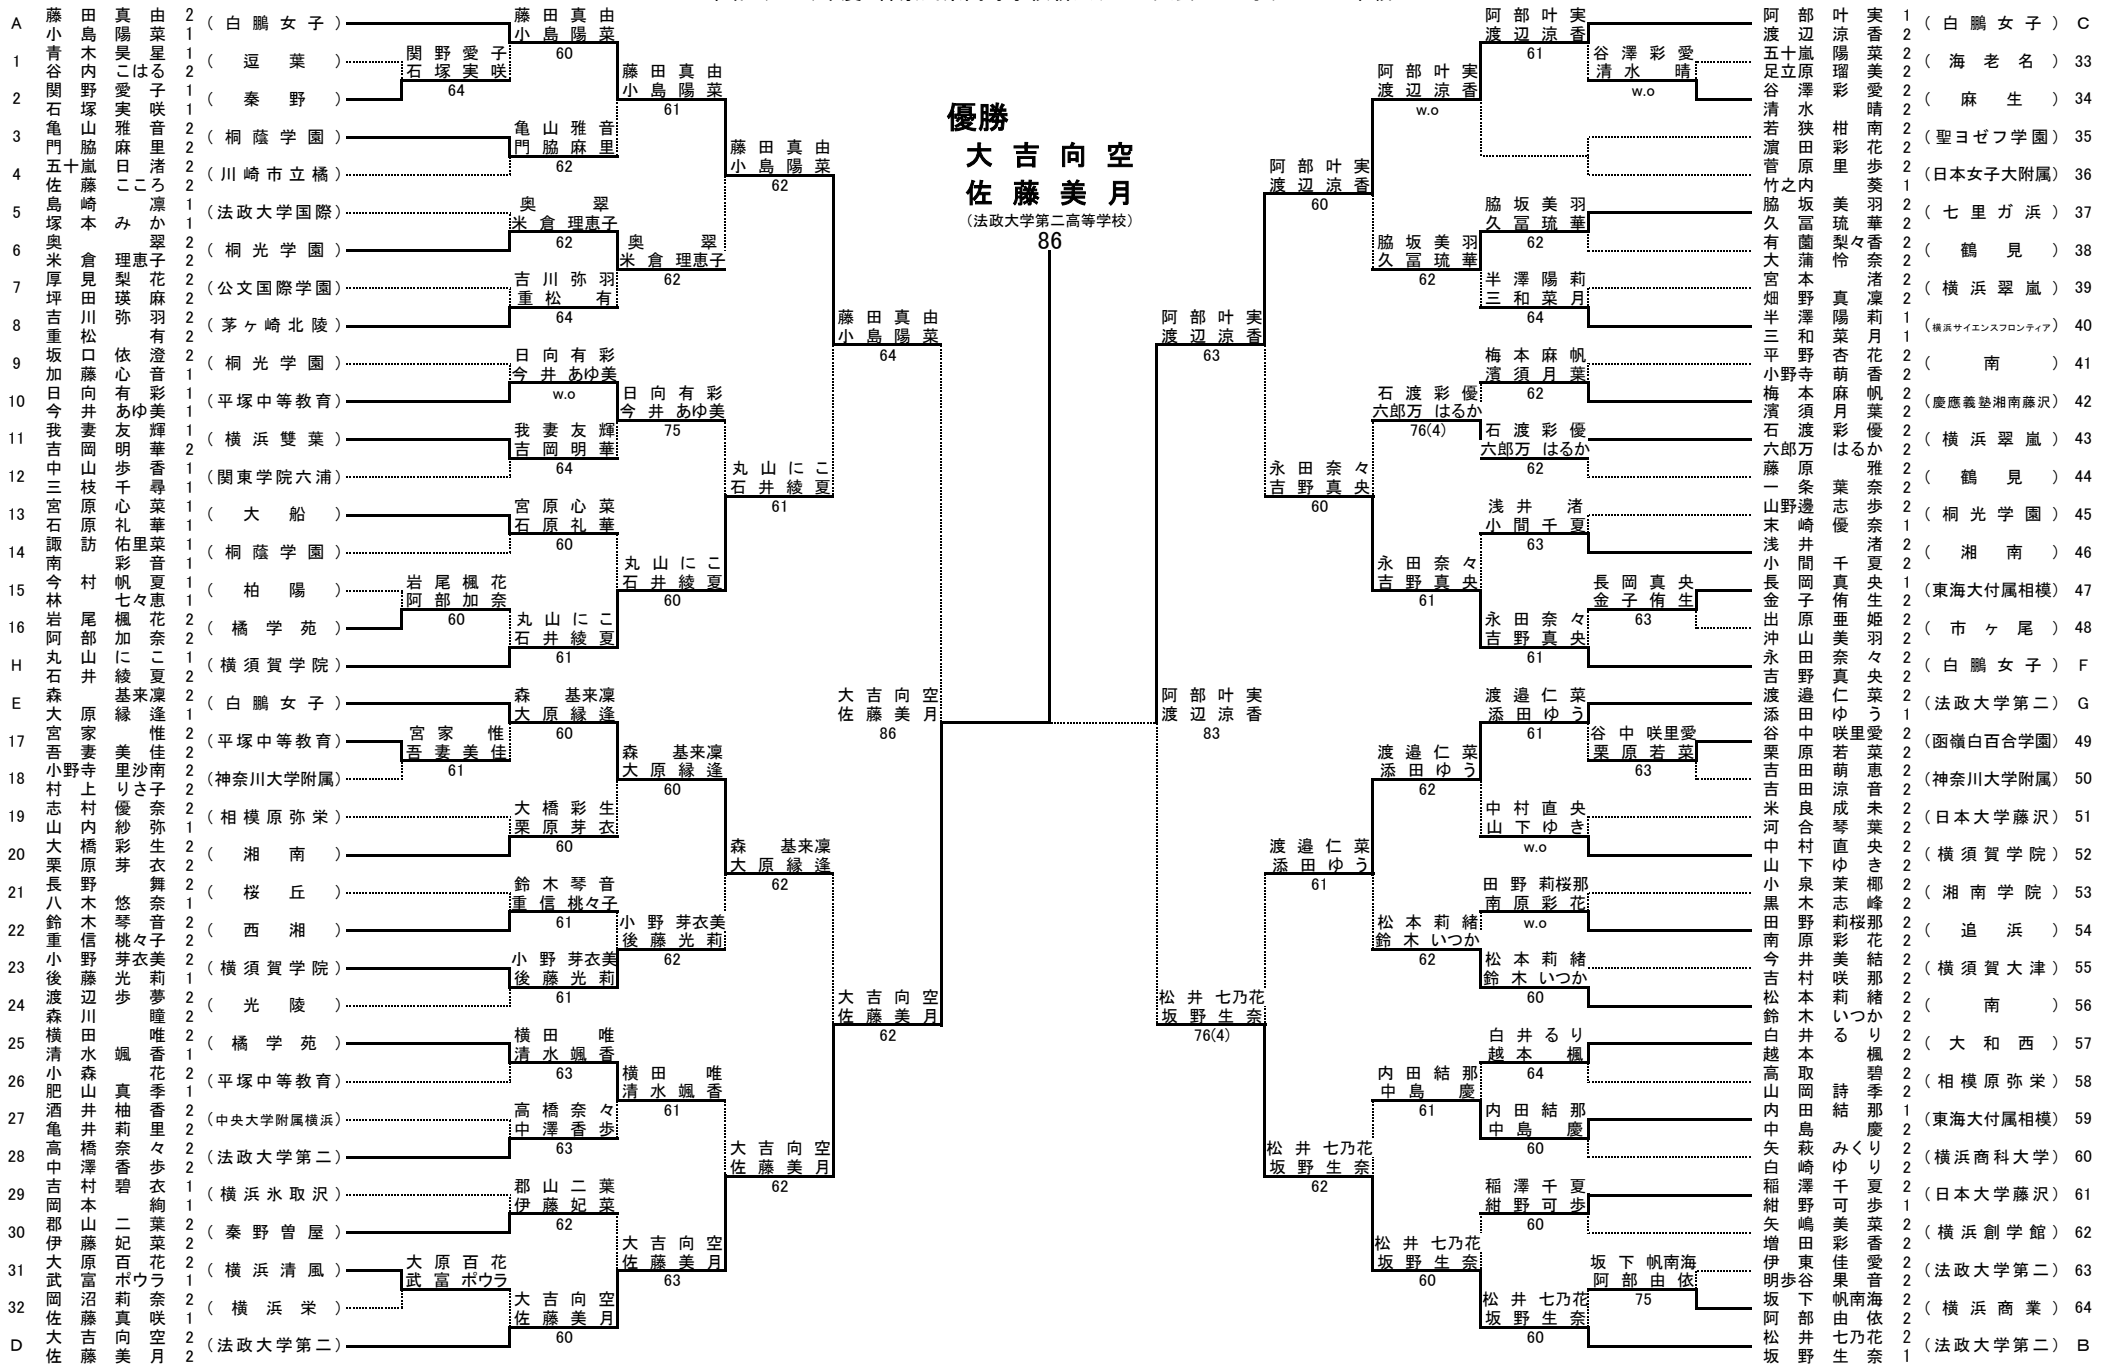 A 藤田真由 2 (白鵬女子)
小島陽菜 1
1 青木昊星 1 (逗葉)
谷内こはる 2
2 関野愛子 1 (秦野)
石塚実咲 1
3 亀山雅音 2 (桐蔭学園)
門脇麻里 2
4 五十嵐日渚 2 (川崎市立橘)
佐藤こころ 2
5 島崎凛 1 (法政大学国際)
塚本みか 1
6 奥翠 2 (桐光学園)
米倉理恵子 2
7 厚見梨花 2 (公文国際学園)
坪田瑛麻 2
8 吉川弥羽 2 (茅ヶ崎北陵)
重松有 2
9 坂口依澄 2 (桐光学園)
加藤心音 1
10 日向有彩 1 (平塚中等教育)
今井あゆ美 1
11 我妻友輝 1 (横浜雙葉)
吉岡明華 2
12 中山歩香 1 (関東学院六浦)
三枝千尋 1
13 宮原心菜 1 (大船)
石原礼華 1
14 諏訪佑里菜 1 (桐蔭学園)
南彩音 1
15 今村帆夏 1 (柏陽)
林七々恵 1
16 岩尾楓花 2 (橘学苑)
阿部加奈 2
H 丸山にこ 1 (横須賀学院)
石井綾夏 2
E 森基来凜 2 (白鵬女子)
大原縁逢 1
17 宮家惟 2 (平塚中等教育)
吾妻美佳 2
18 小野寺里沙南 2 (神奈川大学附属)
村上りさ子 2
19 志村優奈 2 (相模原弥栄)
山内紗弥 1
20 大橋彩生 2 (湘南)
栗原芽衣 2
21 長野舞 2 (桜丘)
八木悠奈 1
22 鈴木琴音 2 (西湘)
重信桃々子 2
23 小野芽衣美 2 (横須賀学院)
後藤光莉 1
24 渡辺歩夢 2 (光陵)
森川瞳 2
25 横田唯 2 (橘学苑)
清水颯香 1
26 小森花 2 (平塚中等教育)
肥山真季 1
27 酒井柚香 2 (中央大学附属横浜)
亀井莉里 2
28 高橋奈々 2 (法政大学第二)
中澤香歩 2
29 吉村碧衣 1 (横浜氷取沢)
岡本絢 1
30 郡山二葉 2 (秦野曽屋)
伊藤妃菜 2
31 大原百花 2 (横浜清風)
武富ポウラ 1
32 岡沼莉奈 2 (横浜栄)
佐藤真咲 1
D 大吉向空 2 (法政大学第二)
佐藤美月 2
関野愛子
石塚実咲
64
岩尾楓花
阿部加奈
60
宮家惟
吾妻美佳
61
大原百花
武富ポウラ
藤田真由
小島陽菜
60
亀山雅音
門脇麻里
62
奥翠
米倉理恵子
62
吉川弥羽
重松有
64
日向有彩
今井あゆ美
w.o
我妻友輝
吉岡明華
64
宮原心菜
石原礼華
60
丸山にこ
石井綾夏
61
森基来凜
大原縁逢
60
大橋彩生
栗原芽衣
60
鈴木琴音
重信桃々子
61
小野芽衣美
後藤光莉
61
横田唯
清水颯香
63
高橋奈々
中澤香歩
63
郡山二葉
伊藤妃菜
62
大吉向空
佐藤美月
60
藤田真由
小島陽菜
61
奥翠
米倉理恵子
62
日向有彩
今井あゆ美
75
丸山にこ
石井綾夏
60
森基来凜
大原縁逢
60
小野芽衣美
後藤光莉
62
横田唯
清水颯香
61
大吉向空
佐藤美月
63
藤田真由
小島陽菜
62
丸山にこ
石井綾夏
61
森基来凜
大原縁逢
62
大吉向空
佐藤美月
62
藤田真由
小島陽菜
64
大吉向空
佐藤美月
62
大吉向空
佐藤美月
86
優勝
大吉向空
佐藤美月
(法政大学第二高等学校)
86
阿部叶実
渡辺涼香
83
阿部叶実
渡辺涼香
63
松井七乃花
坂野生奈
76(4)
阿部叶実
渡辺涼香
60
永田奈々
吉野真央
60
渡邉仁菜
添田ゆう
61
松井七乃花
坂野生奈
62
阿部叶実
渡辺涼香
w.o
脇坂美羽
久冨琉華
62
石渡彩優
六郎万はるか
76(4)
永田奈々
吉野真央
61
渡邉仁菜
添田ゆう
62
松本莉緒
鈴木いつか
62
内田結那
中島慶
61
松井七乃花
坂野生奈
60
阿部叶実
渡辺涼香
61
脇坂美羽
久冨琉華
62
半澤陽莉
三和菜月
64
梅本麻帆
濱須月葉
62
石渡彩優
六郎万はるか
62
浅井渚
小間千夏
63
永田奈々
吉野真央
61
渡邉仁菜
添田ゆう
61
中村直央
山下ゆき
w.o
田野莉桜那
南原彩花
w.o
松本莉緒
鈴木いつか
60
白井るり
越本楓
64
内田結那
中島慶
60
稲澤千夏
紺野可歩
60
松井七乃花
坂野生奈
60
谷澤彩愛
清水晴
w.o
長岡真央
金子侑生
63
谷中咲里愛
栗原若菜
63
坂下帆南海
阿部由依
75
阿部叶実 1 (白鵬女子) C
渡辺涼香 2
五十嵐陽菜 2 (海老名) 33
足立原瑠美 2
谷澤彩愛 2 (麻生) 34
清水晴 2
若狭柑南 2 (聖ヨゼフ学園) 35
濵田彩花 2
菅原里歩 2 (日本女子大附属) 36
竹之内葵 1
脇坂美羽 2 (七里ガ浜) 37
久冨琉華 2
有薗梨々香 2 (鶴見) 38
大蒲怜奈 2
宮本渚 2 (横浜翠嵐) 39
畑野真凜 2
半澤陽莉 1 (横浜サイエンスフロンティア) 40
三和菜月 1
平野杏花 2 (南) 41
小野寺萌香 2
梅本麻帆 2 (慶應義塾湘南藤沢) 42
濱須月葉 2
石渡彩優 2 (横浜翠嵐) 43
六郎万はるか 2
藤原雅 2 (鶴見) 44
一条葉奈 2
山野邊志歩 2 (桐光学園) 45
末崎優奈 1
浅井渚 2 (湘南) 46
小間千夏 2
長岡真央 1 (東海大付属相模) 47
金子侑生 2
出原亜姫 2 (市ヶ尾) 48
沖山美羽 2
永田奈々 2 (白鵬女子) F
吉野真央 2
渡邉仁菜 2 (法政大学第二) G
添田ゆう 1
谷中咲里愛 2 (函嶺白百合学園) 49
栗原若菜 2
吉田萌恵 2 (神奈川大学附属) 50
吉田涼音 2
米良成未 2 (日本大学藤沢) 51
河合琴葉 2
中村直央 2 (横須賀学院) 52
山下ゆき 2
小泉茉椰 2 (湘南学院) 53
黒木志峰 2
田野莉桜那 2 (追浜) 54
南原彩花 2
今井美結 2 (横須賀大津) 55
吉村咲那 2
松本莉緒 2 (南) 56
鈴木いつか 2
白井るり 2 (大和西) 57
越本楓 2
高取碧 2 (相模原弥栄) 58
山岡詩季 2
内田結那 1 (東海大付属相模) 59
中島慶 2
矢萩みくり 2 (横浜商科大学) 60
白崎ゆり 2
稲澤千夏 2 (日本大学藤沢) 61
紺野可歩 1
矢嶋美菜 2 (横浜創学館) 62
増田彩香 2
伊東佳愛 2 (法政大学第二) 63
明歩谷果音 2
坂下帆南海 2 (横浜商業) 64
阿部由依 2
松井七乃花 2 (法政大学第二) B
坂野生奈 1